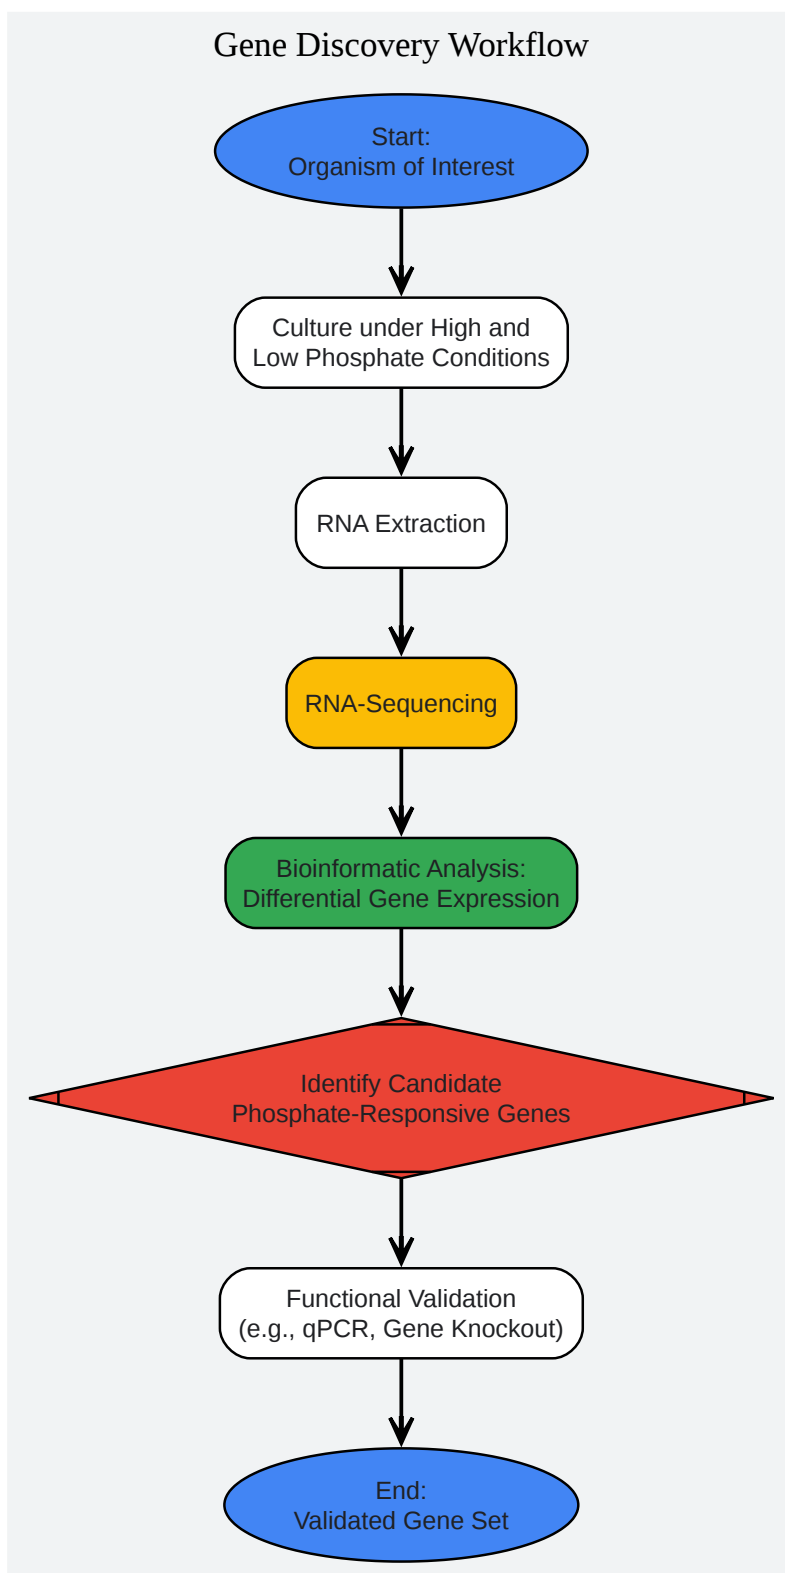 Gene Discovery Workflow
Start:
Organism of Interest
Culture under High and
Low Phosphate Conditions
RNA Extraction
RNA-Sequencing
Bioinformatic Analysis:
Differential Gene Expression
Identify Candidate
Phosphate-Responsive Genes
Functional Validation
(e.g., qPCR, Gene Knockout)
End:
Validated Gene Set